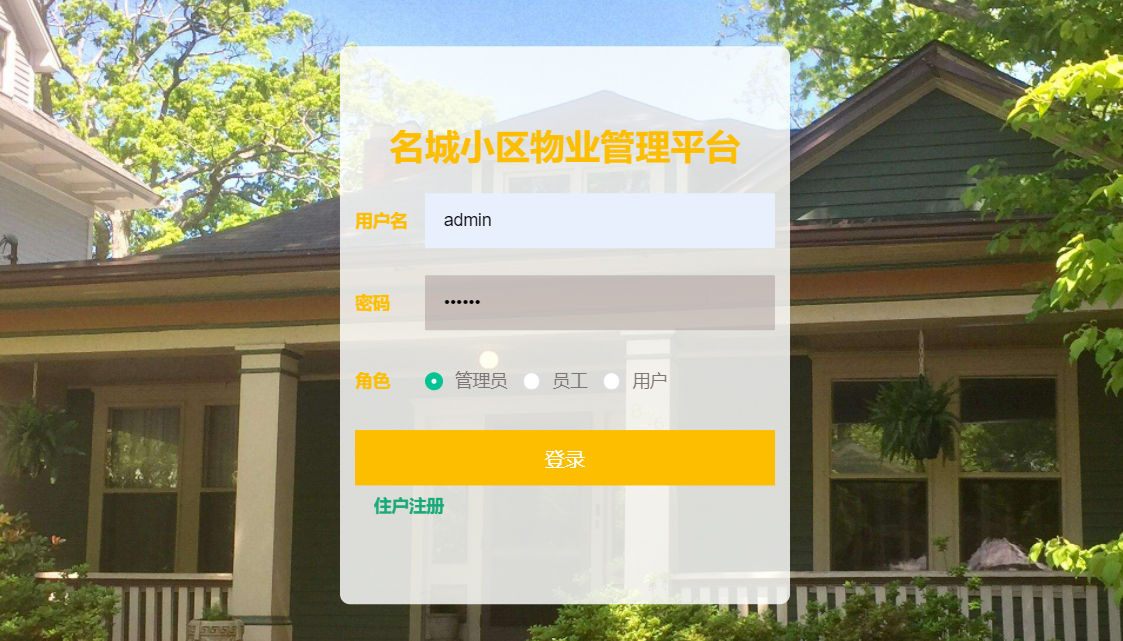 名城小区物业管理平台
用户名 admin
密码 ••••••
角色 管理员 员工 用户
登录
住户注册